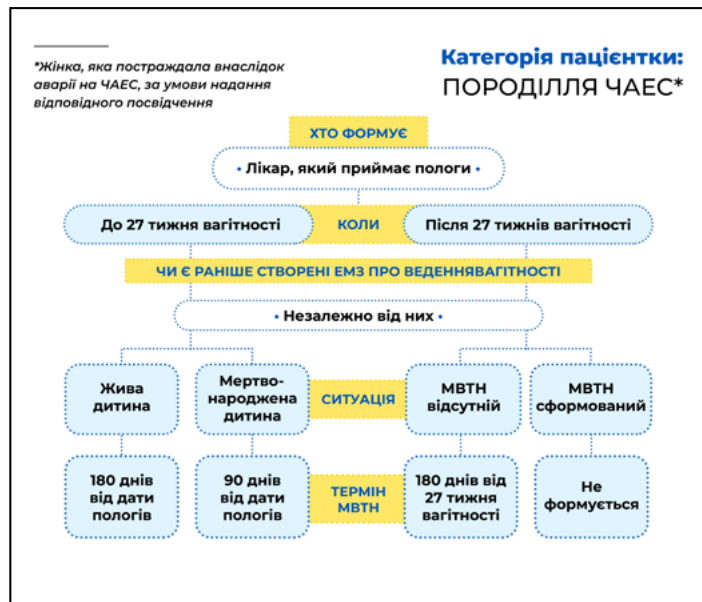 *Жінка, яка постраждала внаслідок
аварії на ЧАЕС, за умови надання
відповідного посвідчення
Категорія пацієнтки:
ПОРОДІЛЛЯ ЧАЕС*
ХТО ФОРМУЄ
• Лікар, який приймає пологи •
До 27 тижня вагітності
КОЛИ
Після 27 тижнів вагітності
ЧИ Є РАНІШЕ СТВОРЕНІ ЕМЗ ПРО ВЕДЕННЯВАГІТНОСТІ
• Незалежно від них •
Жива
дитина
Мертво-
народжена
дитина
СИТУАЦІЯ
МВТН
відсутній
МВТН
сформований
180 днів
від дати
пологів
90 днів
від дати
пологів
ТЕРМІН
МВТН
180 днів від
27 тижня
вагітності
Не
формується